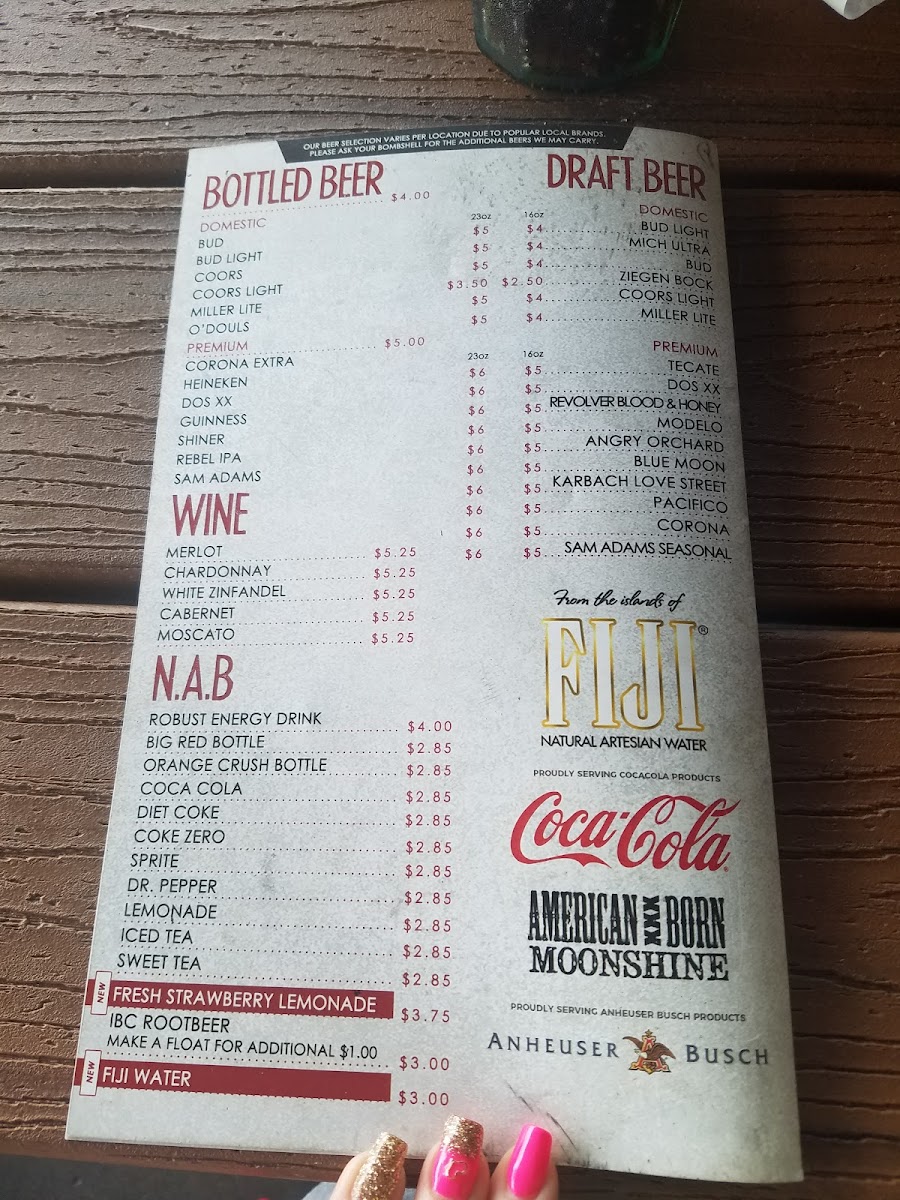 OUR BEER SELECTION VARIES PER LOCATION DUE TO POPULAR LOCAL BRANDS.
PLEASE ASK YOUR BOMBSHELL FOR THE ADDITIONAL BEERS WE MAY CARRY.
BOTTLED BEER
DOMESTIC $4.00
BUD
BUD LIGHT
COORS
COORS LIGHT
MILLER LITE
O'DOULS
PREMIUM $5.00
CORONA EXTRA
HEINEKEN
DOS XX
GUINNESS
SHINER
REBEL IPA
SAM ADAMS
WINE
MERLOT $5.25
CHARDONNAY $5.25
WHITE ZINFANDEL $5.25
CABERNET $5.25
MOSCATO $5.25
N.A.B
ROBUST ENERGY DRINK $4.00
BIG RED BOTTLE $2.85
ORANGE CRUSH BOTTLE $2.85
COCA COLA $2.85
DIET COKE $2.85
COKE ZERO $2.85
SPRITE $2.85
DR. PEPPER $2.85
LEMONADE $2.85
ICED TEA $2.85
SWEET TEA $2.85
NEW FRESH STRAWBERRY LEMONADE $3.75
IBC ROOTBEER
MAKE A FLOAT FOR ADDITIONAL $1.00 $3.00
NEW FIJI WATER $3.00
DRAFT BEER
23oz 16oz DOMESTIC
$5 $4 BUD LIGHT
$5 $4 MICH ULTRA
$5 $4 BUD
$3.50 $2.50 ZIEGEN BOCK
$5 $4 COORS LIGHT
$5 $4 MILLER LITE
23oz 16oz PREMIUM
$6 $5 TECATE
$6 $5 DOS XX
$6 $5 REVOLVER BLOOD & HONEY
$6 $5 MODELO
$6 $5 ANGRY ORCHARD
$6 $5 BLUE MOON
$6 $5 KARBACH LOVE STREET
$6 $5 PACIFICO
$6 $5 CORONA
$6 $5 SAM ADAMS SEASONAL
From the islands of
FIJI®
NATURAL ARTESIAN WATER
PROUDLY SERVING COCACOLA PRODUCTS
Coca-Cola
AMERICAN XXX BORN
MOONSHINE
PROUDLY SERVING ANHEUSER BUSCH PRODUCTS
ANHEUSER BUSCH